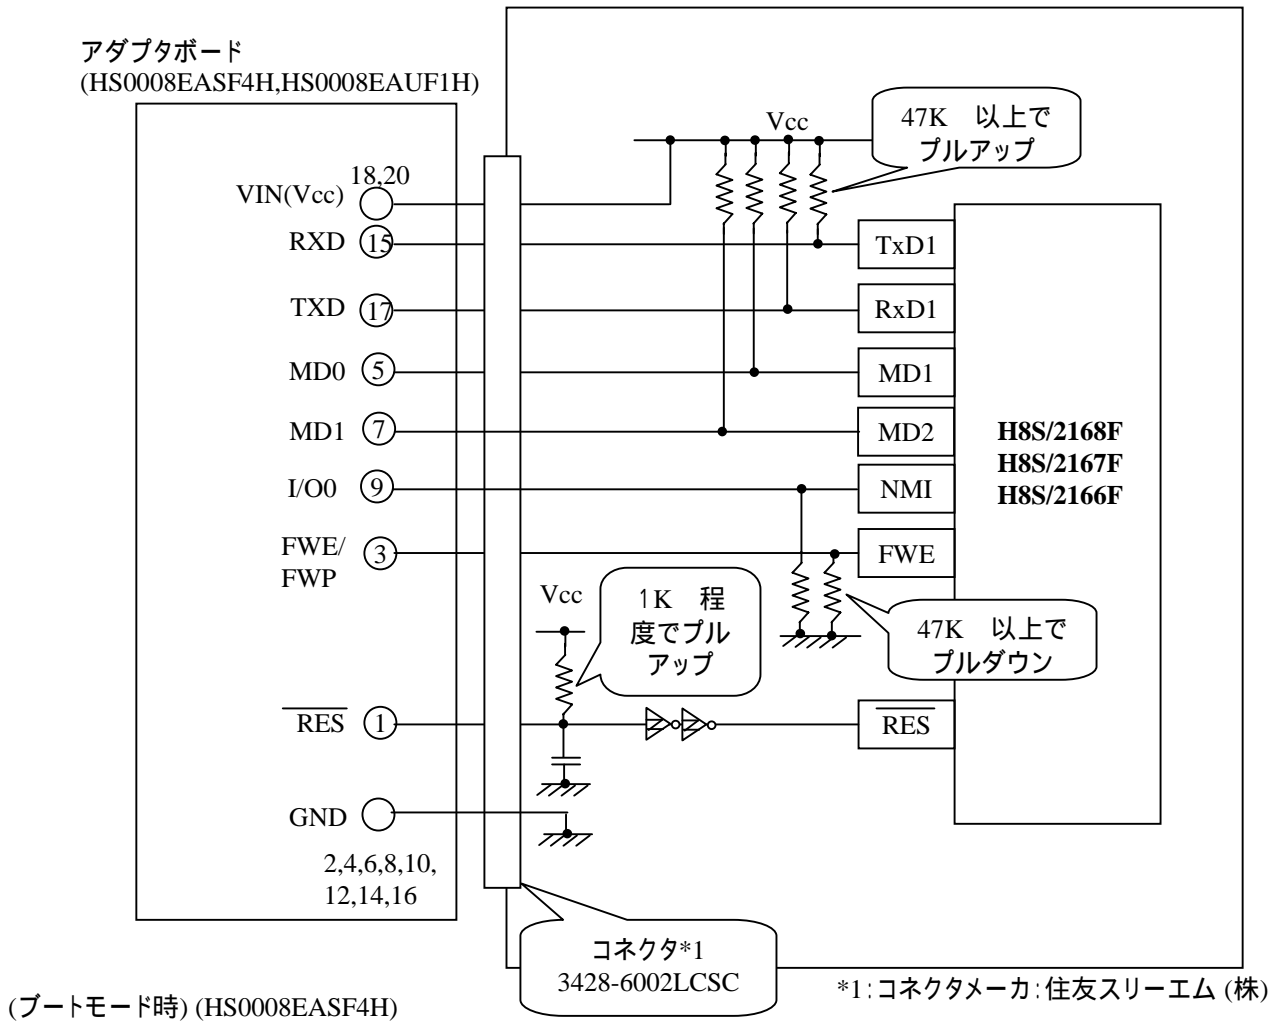 アダプタボード
(HS0008EASF4H,HS0008EAUF1H)
Vcc
47K 以上で
プルアップ
VIN(Vcc)
18,20
RXD
15
TxD1
TXD
17
RxD1
MD0
5
MD1
MD1
7
MD2
H8S/2168F
H8S/2167F
H8S/2166F
I/O0
9
NMI
FWE/
FWP
3
FWE
Vcc
1K 程
度でプル
アップ
47K 以上で
プルダウン
RES
1
RES
GND
2,4,6,8,10,
12,14,16
コネクタ*1
3428-6002LCSC
*1:コネクタメーカ:住友スリーエム (株)
(ブートモード時) (HS0008EASF4H)